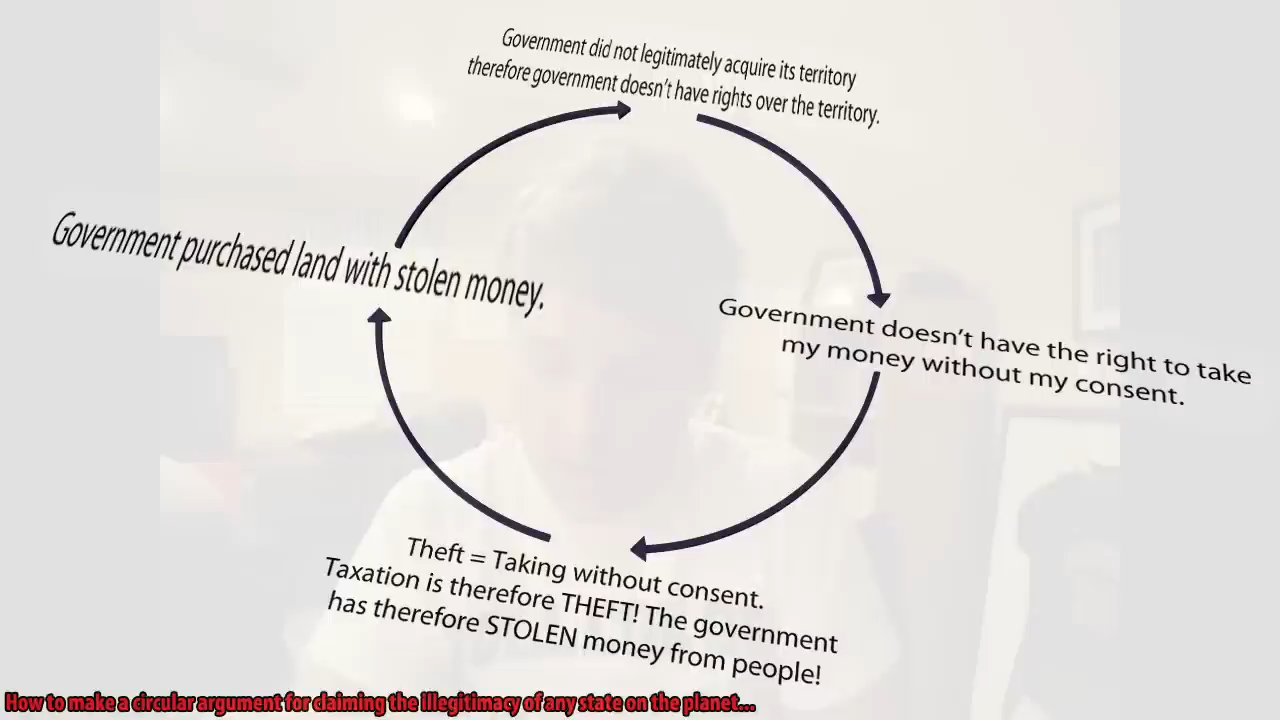 Government did not legitimately acquire its territory
therefore government doesn't have rights over the territory.
Government purchased land with stolen money.
Government doesn't have the right to take
my money without my consent.
Theft = Taking without consent.
Taxation is therefore THEFT! The government
has therefore STOLEN money from people!
How to make a circular argument for claiming the illegitimacy of any state on the planet...